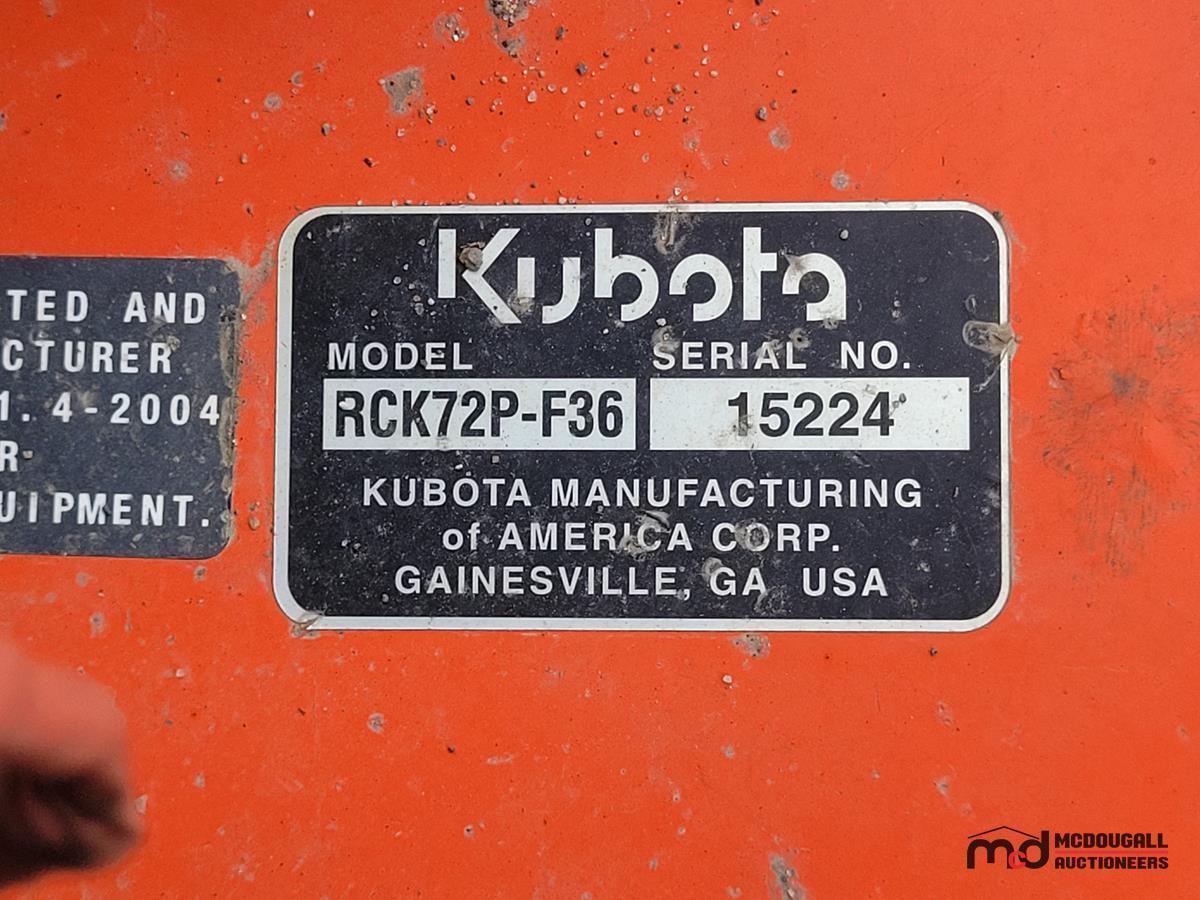 TED AND
CTURER
1.4-2004
R
UIPMENT.
Kubota
MODEL SERIAL NO.
RCK72P-F36 15224
KUBOTA MANUFACTURING
of AMERICA CORP.
GAINESVILLE, GA USA
mcd MCDOUGALL
AUCTIONEERS